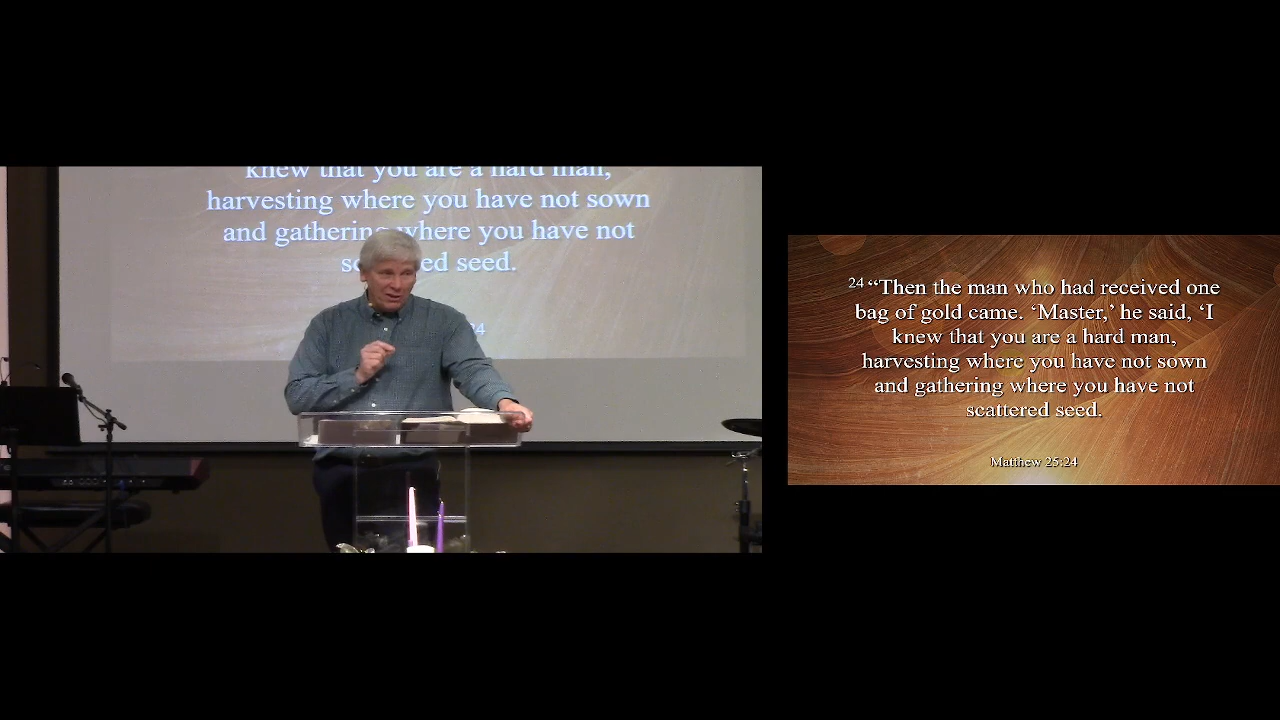 knew that you are a hard man,
harvesting where you have not sown
and gathering where you have not
sc ed seed.
24
24 “Then the man who had received one
bag of gold came. ‘Master,’ he said, ‘I
knew that you are a hard man,
harvesting where you have not sown
and gathering where you have not
scattered seed.
Matthew 25:24